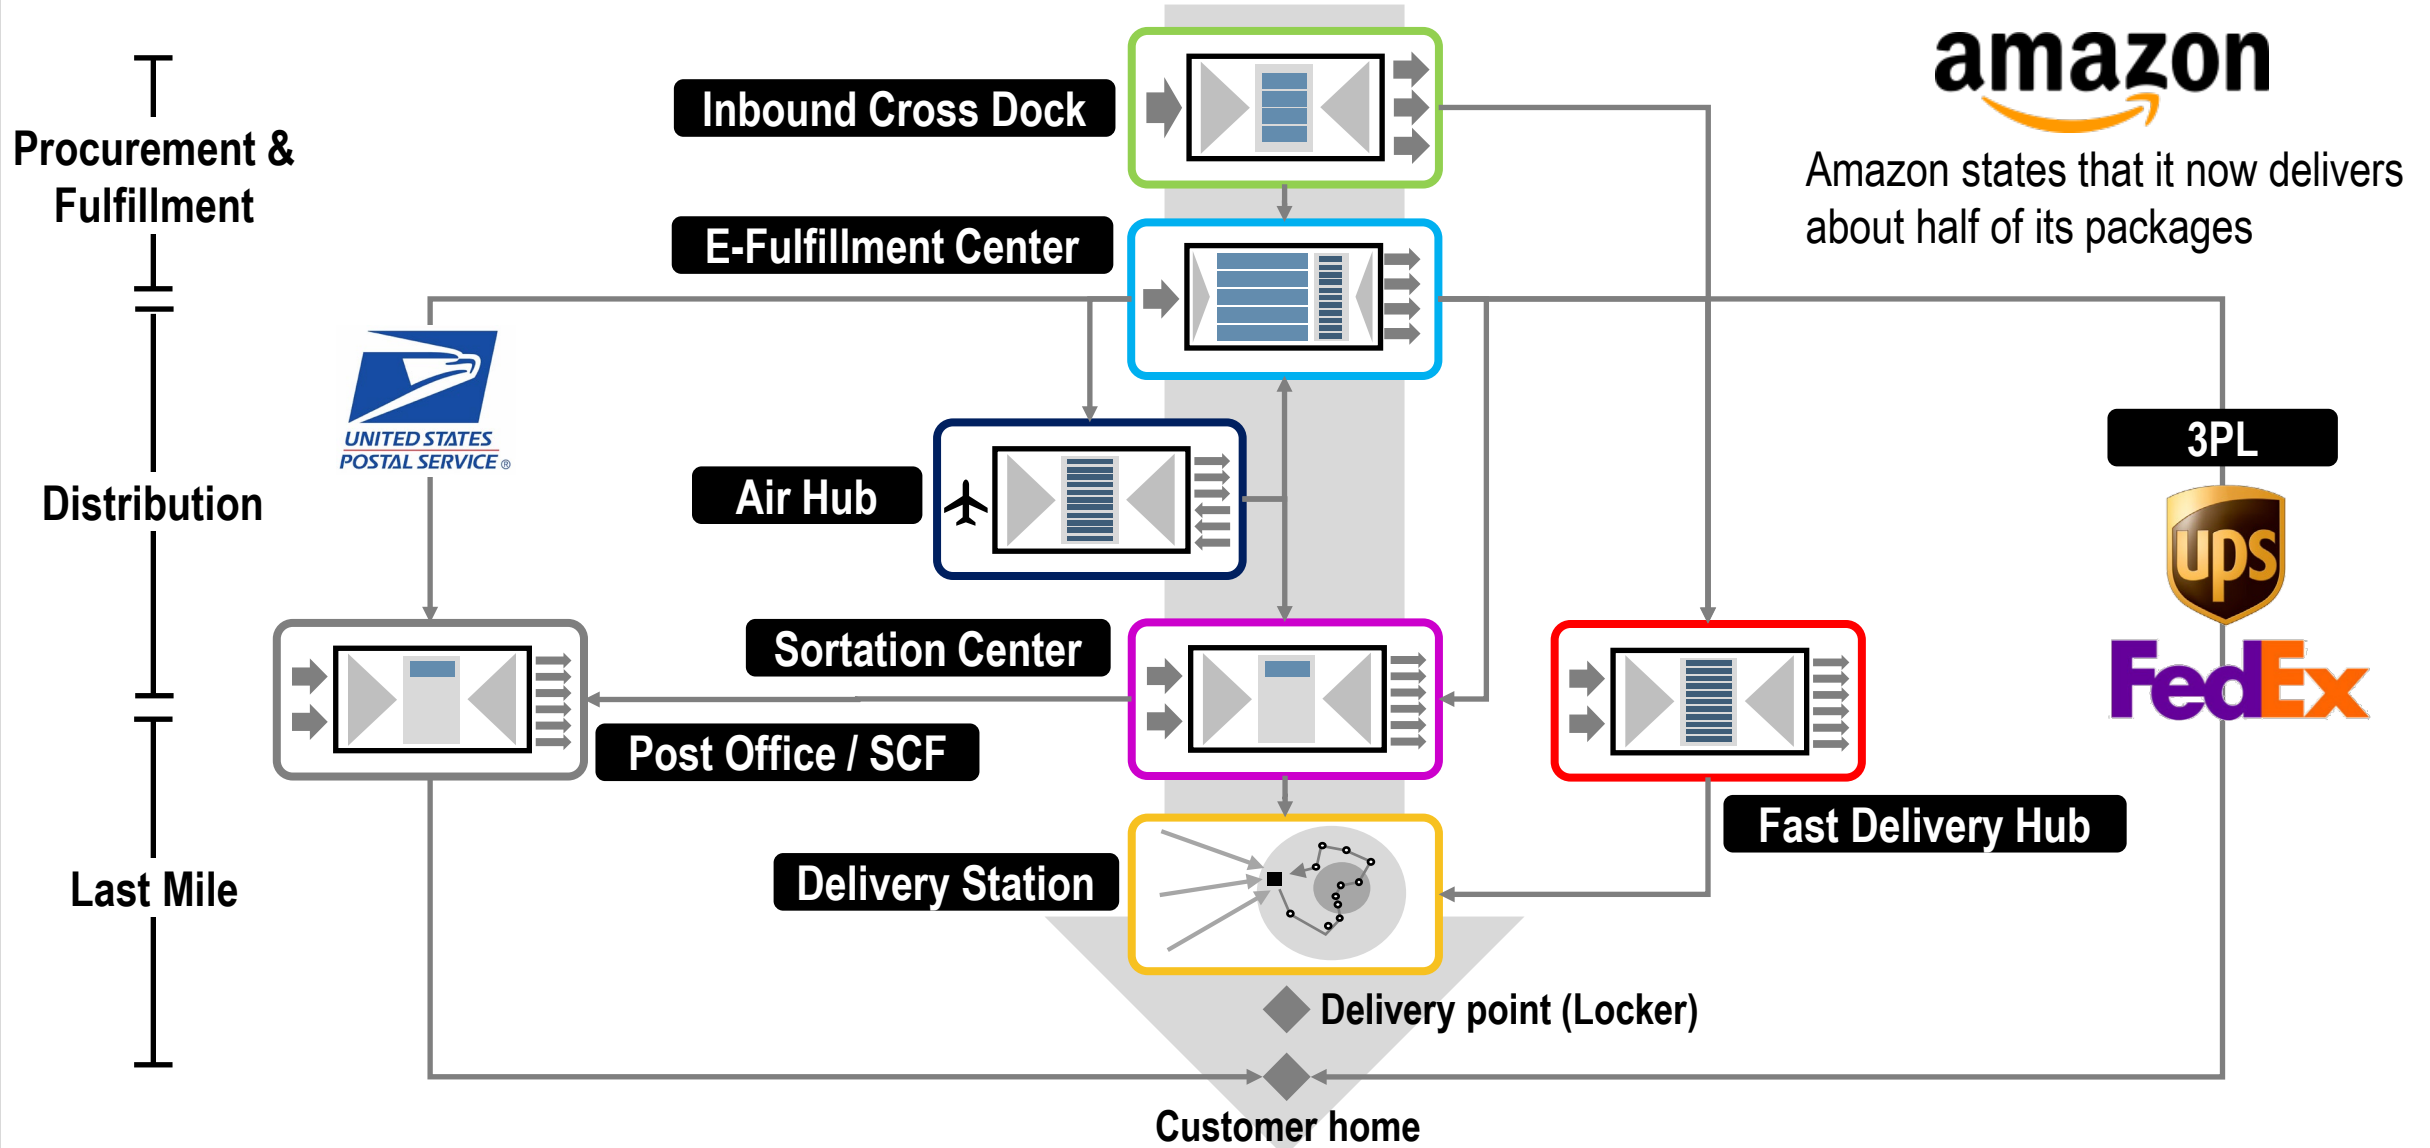 amazon
Amazon states that it now delivers
about half of its packages
Procurement &
Fulfillment
Distribution
Last Mile
Inbound Cross Dock
E-Fulfillment Center
UNITED STATES
POSTAL SERVICE ®
Air Hub
3PL
ups
FedEx
Sortation Center
Post Office / SCF
Fast Delivery Hub
Delivery Station
Delivery point (Locker)
Customer home